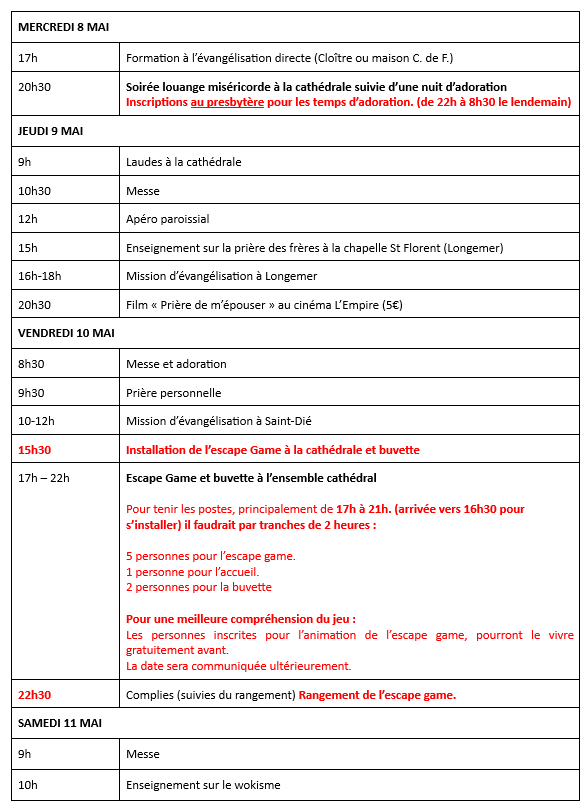 MERCREDI 8 MAI
17h Formation à l’évangélisation directe (Cloître ou maison C. de F.)
20h30 Soirée louange miséricorde à la cathédrale suivie d’une nuit d’adoration
Inscriptions au presbytère pour les temps d’adoration. (de 22h à 8h30 le lendemain)
JEUDI 9 MAI
9h Laudes à la cathédrale
10h30 Messe
12h Apéro paroissial
15h Enseignement sur la prière des frères à la chapelle St Florent (Longemer)
16h-18h Mission d’évangélisation à Longemer
20h30 Film « Prière de m’épouser » au cinéma L’Empire (5€)
VENDREDI 10 MAI
8h30 Messe et adoration
9h30 Prière personnelle
10-12h Mission d’évangélisation à Saint-Dié
15h30 Installation de l’escape Game à la cathédrale et buvette
17h – 22h Escape Game et buvette à l’ensemble cathédral
Pour tenir les postes, principalement de 17h à 21h. (arrivée vers 16h30 pour
s’installer) il faudrait par tranches de 2 heures :
5 personnes pour l’escape game.
1 personne pour l’accueil.
2 personnes pour la buvette
Pour une meilleure compréhension du jeu :
Les personnes inscrites pour l’animation de l’escape game, pourront le vivre
gratuitement avant.
La date sera communiquée ultérieurement.
22h30 Complies (suivies du rangement) Rangement de l’escape game.
SAMEDI 11 MAI
9h Messe
10h Enseignement sur le wokisme